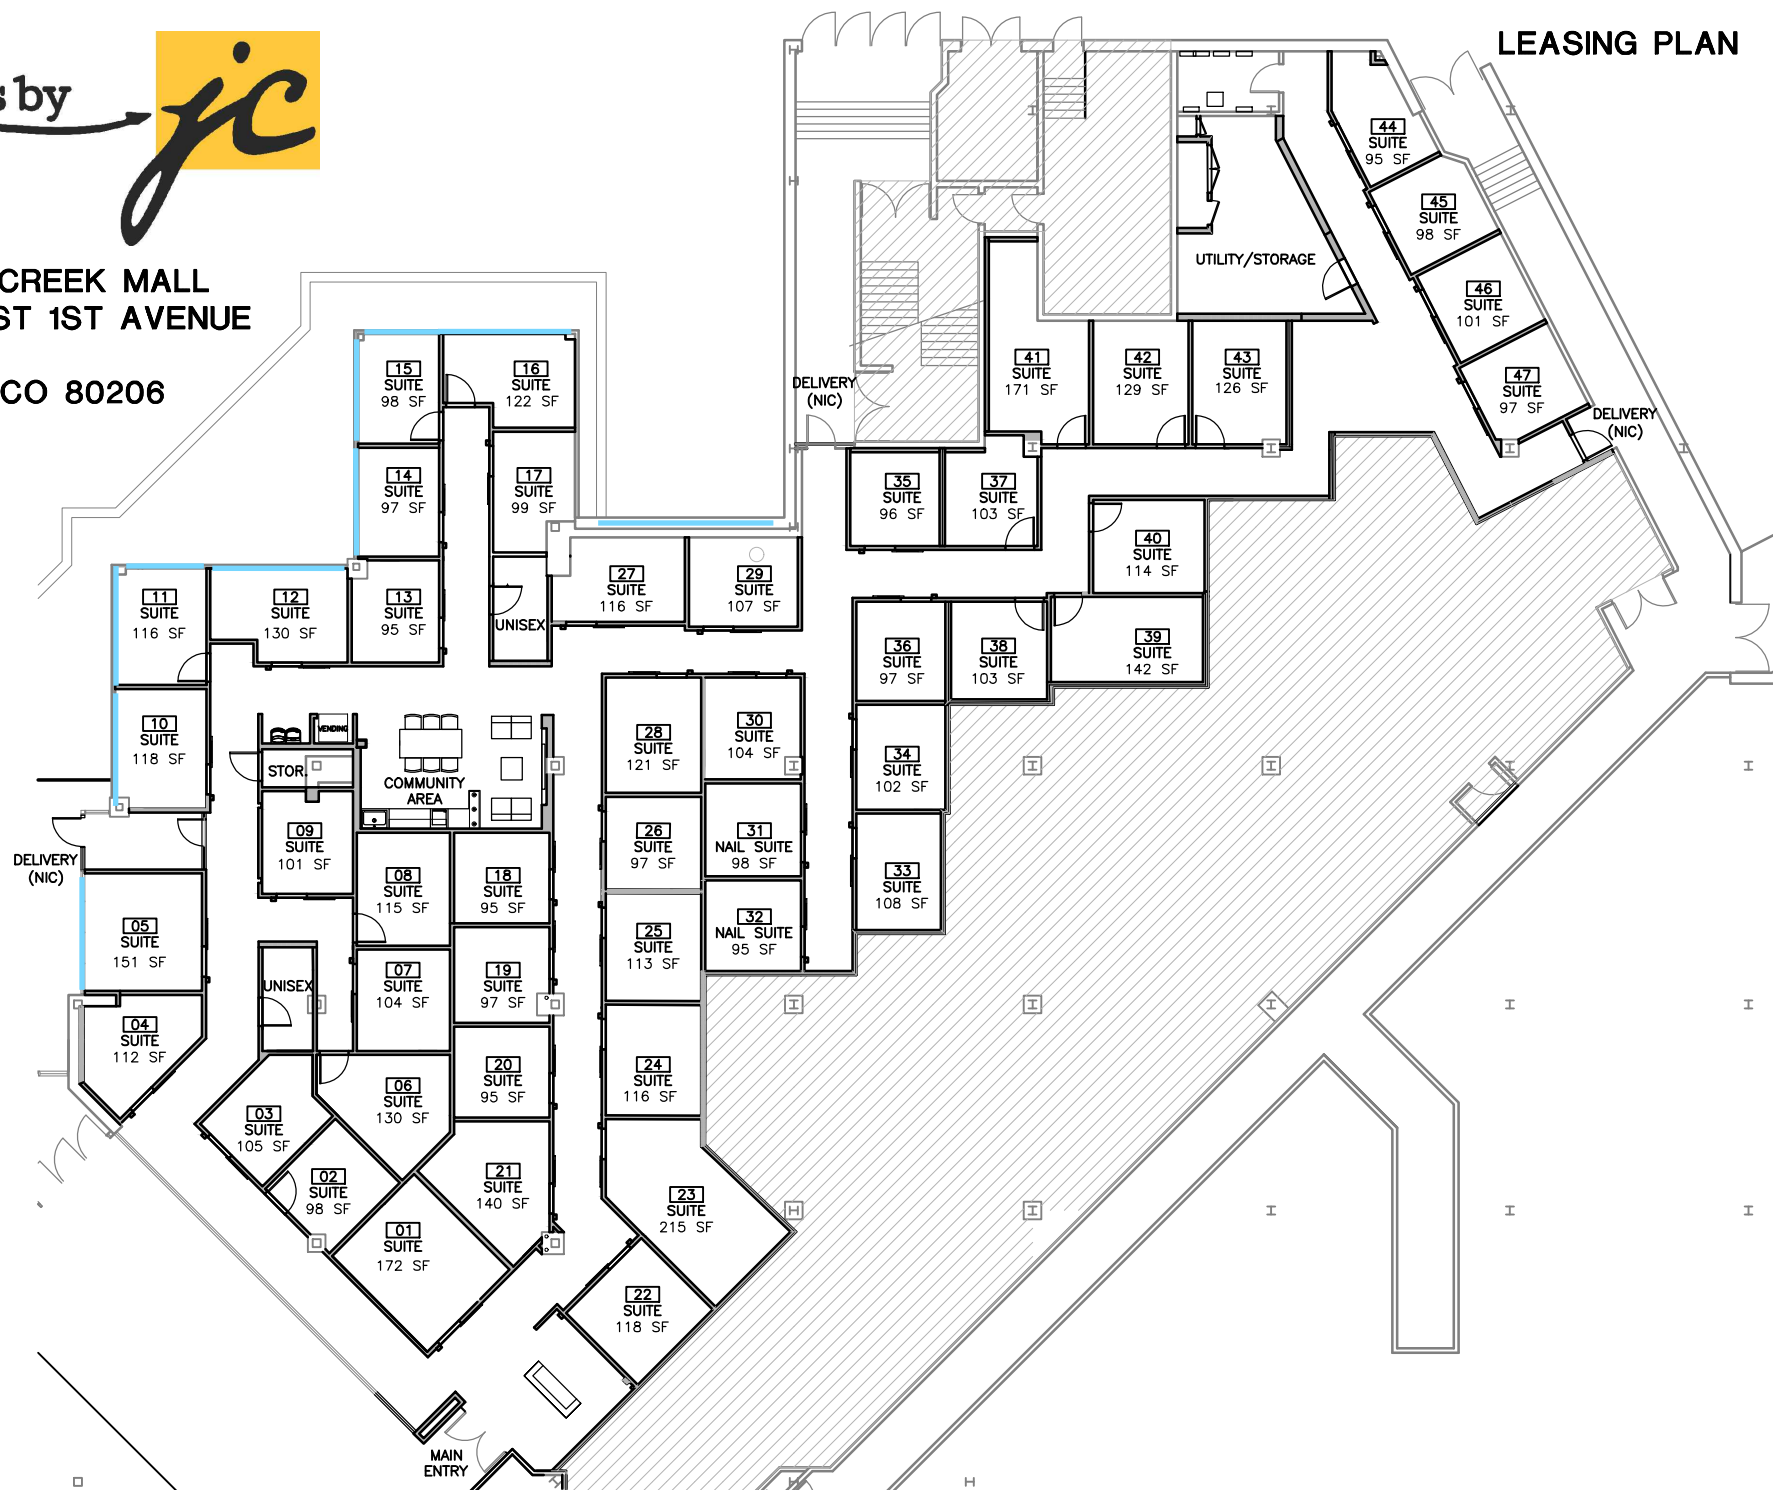 LEASING PLAN
s by
jc
CREEK MALL
ST 1ST AVENUE
CO 80206
44
SUITE
95 SF
45
SUITE
98 SF
UTILITY/STORAGE
46
SUITE
101 SF
47
SUITE
97 SF
DELIVERY
(NIC)
41
SUITE
171 SF
42
SUITE
129 SF
43
SUITE
126 SF
DELIVERY
(NIC)
15
SUITE
98 SF
16
SUITE
122 SF
14
SUITE
97 SF
17
SUITE
99 SF
35
SUITE
96 SF
37
SUITE
103 SF
40
SUITE
114 SF
11
SUITE
116 SF
12
SUITE
130 SF
13
SUITE
95 SF
UNISEX
27
SUITE
116 SF
29
SUITE
107 SF
36
SUITE
97 SF
38
SUITE
103 SF
39
SUITE
142 SF
10
SUITE
118 SF
VENDING
STOR.
COMMUNITY
AREA
28
SUITE
121 SF
30
SUITE
104 SF
34
SUITE
102 SF
09
SUITE
101 SF
26
SUITE
97 SF
31
NAIL SUITE
98 SF
DELIVERY
(NIC)
08
SUITE
115 SF
18
SUITE
95 SF
33
SUITE
108 SF
05
SUITE
151 SF
25
SUITE
113 SF
32
NAIL SUITE
95 SF
UNISEX
07
SUITE
104 SF
19
SUITE
97 SF
04
SUITE
112 SF
20
SUITE
95 SF
24
SUITE
116 SF
03
SUITE
105 SF
06
SUITE
130 SF
02
SUITE
98 SF
21
SUITE
140 SF
23
SUITE
215 SF
01
SUITE
172 SF
22
SUITE
118 SF
MAIN
ENTRY